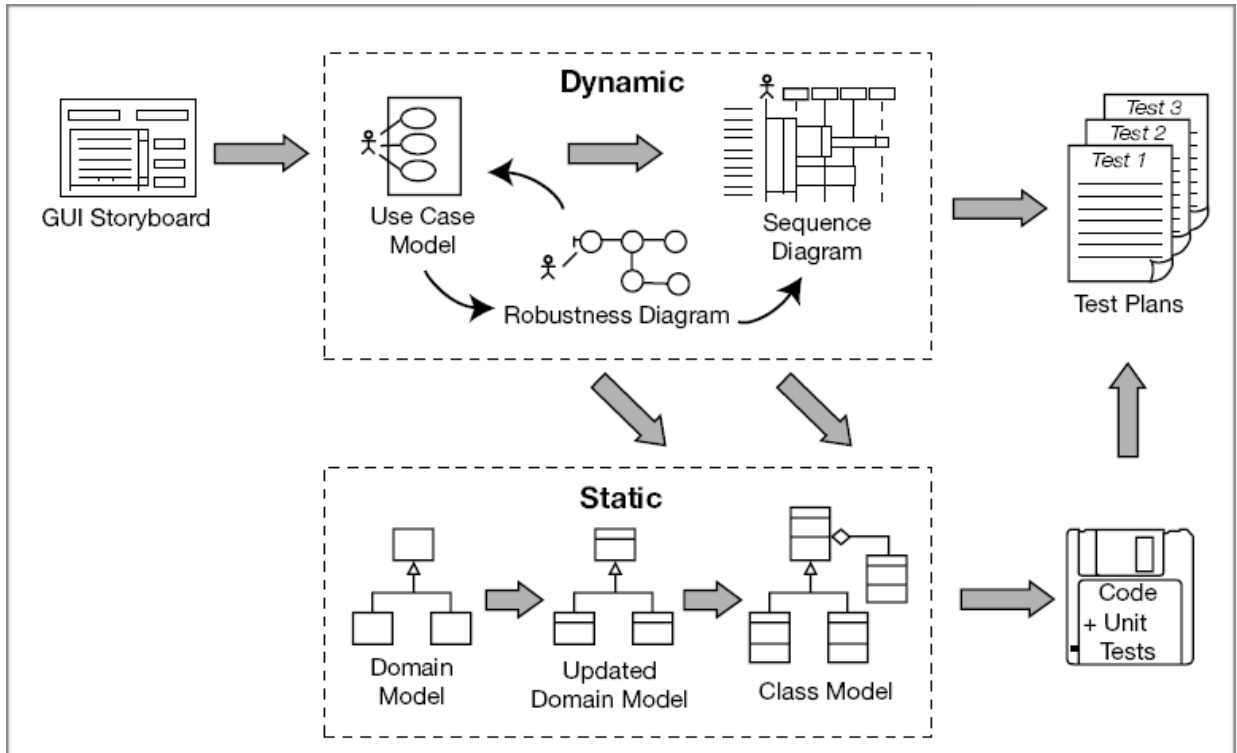 Dynamic
GUI Storyboard
Use Case
Model
Robustness Diagram
Sequence
Diagram
Test 3
Test 2
Test 1
Test Plans
Static
Domain
Model
Updated
Domain Model
Class Model
Code
+ Unit
Tests